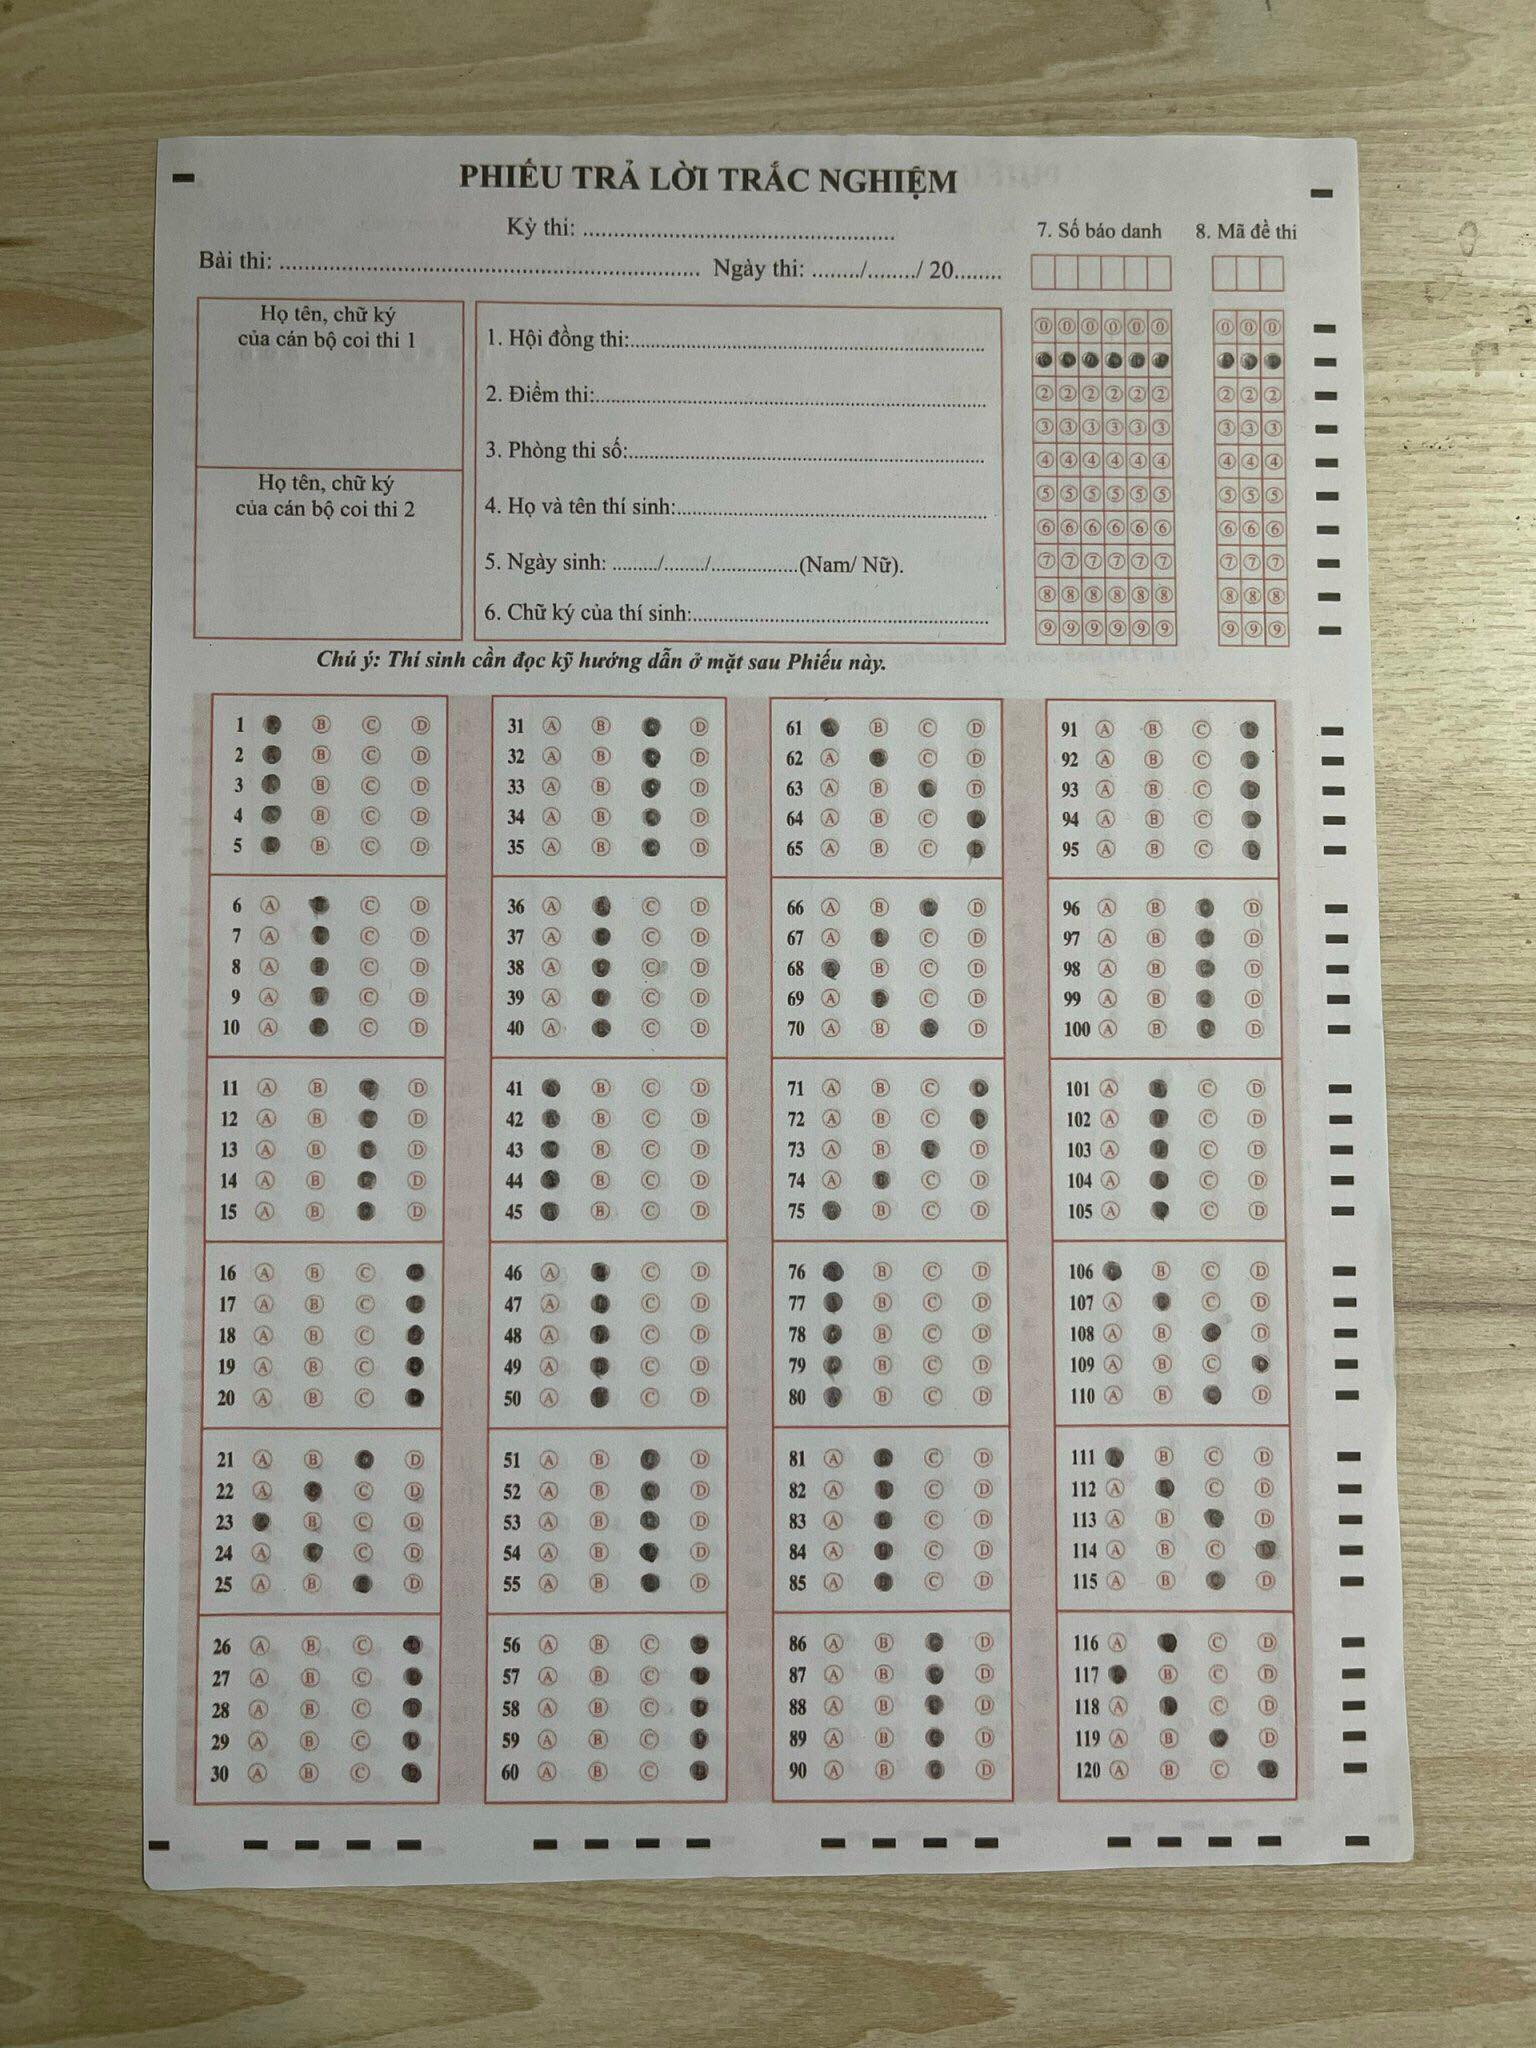 PHIẾU TRẢ LỜI TRẮC NGHIỆM
Kỳ thi: ....................................................
Bài thi: ...................................................................... Ngày thi: ......../......../ 20........
7. Số báo danh 8. Mã đề thi
Họ tên, chữ ký
của cán bộ coi thi 1
Họ tên, chữ ký
của cán bộ coi thi 2
1. Hội đồng thi:...........................................................
2. Điểm thi:.................................................................
3. Phòng thi số:...........................................................
4. Họ và tên thí sinh:....................................................
5. Ngày sinh: ......../......./...............(Nam/ Nữ).
6. Chữ ký của thí sinh:.................................................
0 0 0 0 0 0 0 0 0
2 2 2 2 2 2 2 2 2
3 3 3 3 3 3 3 3 3
4 4 4 4 4 4 4 4 4
5 5 5 5 5 5 5 5 5
6 6 6 6 6 6 6 6 6
7 7 7 7 7 7 7 7 7
8 8 8 8 8 8 8 8 8
9 9 9 9 9 9 9 9 9
Chú ý: Thí sinh cần đọc kỹ hướng dẫn ở mặt sau Phiếu này.
1 B C D
2 B C D
3 B C D
4 B C D
5 B C D
6 A C D
7 A C D
8 A C D
9 A C D
10 A C D
11 A B D
12 A B D
13 A B D
14 A B D
15 A B D
16 A B C
17 A B C
18 A B C
19 A B C
20 A B C
21 A B D
22 A C D
23 B C D
24 A C D
25 A B D
26 A B C
27 A B C
28 A B C
29 A B C
30 A B C
31 A B D
32 A B D
33 A B D
34 A B D
35 A B D
36 A C D
37 A C D
38 A C D
39 A C D
40 A C D
41 B C D
42 B C D
43 B C D
44 B C D
45 B C D
46 A C D
47 A C D
48 A C D
49 A C D
50 A C D
51 A B D
52 A B D
53 A B D
54 A B D
55 A B D
56 A B C
57 A B C
58 A B C
59 A B C
60 A B C
61 B C D
62 A C D
63 A B D
64 A B C
65 A B C
66 A B D
67 A C D
68 B C D
69 A C D
70 A B D
71 A B C
72 A B C
73 A B D
74 A C D
75 B C D
76 B C D
77 B C D
78 B C D
79 B C D
80 B C D
81 A C D
82 A C D
83 A C D
84 A C D
85 A C D
86 A B D
87 A B D
88 A B D
89 A B D
90 A B D
91 A B C
92 A B C
93 A B C
94 A B C
95 A B C
96 A B D
97 A B D
98 A B D
99 A B D
100 A B D
101 A C D
102 A C D
103 A C D
104 A C D
105 A C D
106 B C D
107 A C D
108 A B D
109 A B C
110 A B D
111 B C D
112 A C D
113 A B D
114 A B C
115 A B D
116 A C D
117 B C D
118 A C D
119 A B D
120 A B C